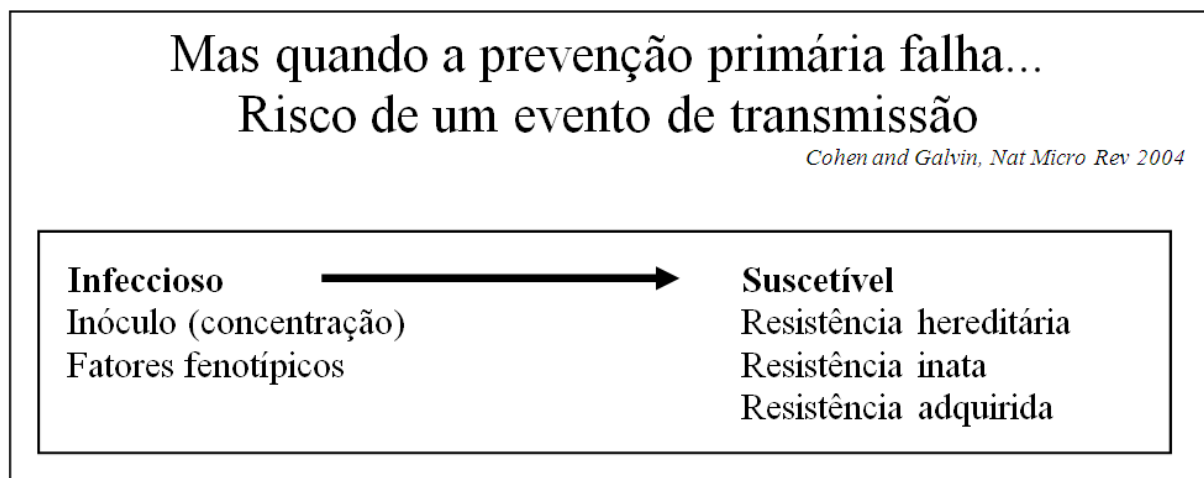 Mas quando a prevenção primária falha...
Risco de um evento de transmissão
Cohen and Galvin, Nat Micro Rev 2004
Infeccioso
Inóculo (concentração)
Fatores fenotípicos
Suscetível
Resistência hereditária
Resistência inata
Resistência adquirida